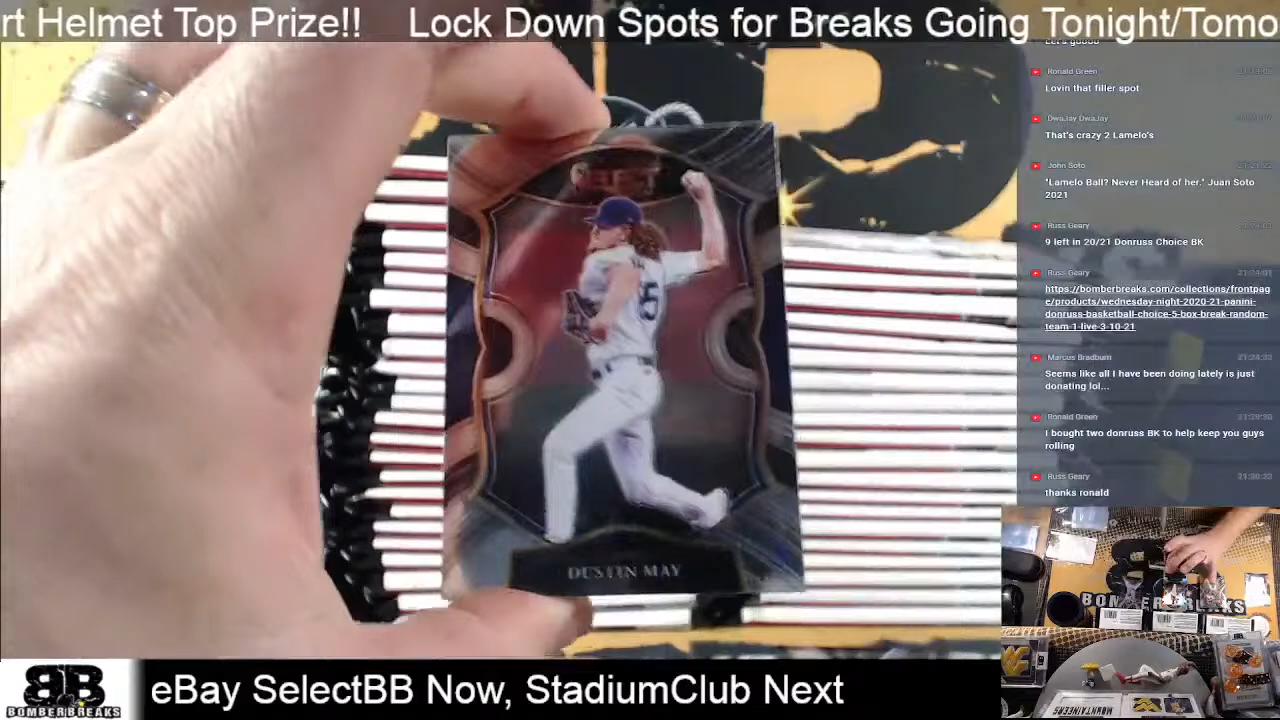 rt Helmet Top Prize!! Lock Down Spots for Breaks Going Tonight/Tomo
Let's goooo
Ronald Green
Lovin that filler spot
DwaJay DwaJay
That's crazy 2 Lamelo's
John Soto
"Lamelo Ball? Never Heard of her." Juan Soto
2021
Russ Geary
9 left in 20/21 Donruss Choice BK
Russ Geary
https://bomberbreaks.com/collections/frontpag
e/products/wednesday-night-2020-21-panini-
donruss-basketball-choice-5-box-break-random-
team-1-live-3-10-21
Marcus Bradburn
Seems like all I have been doing lately is just
donating lol...
Ronald Green
I bought two donruss BK to help keep you guys
rolling
Russ Geary
thanks ronald
DUSTIN MAY
BOMBERBREAKS
MOUNTAINEERS
BB
BOMBERBREAKS
eBay SelectBB Now, StadiumClub Next